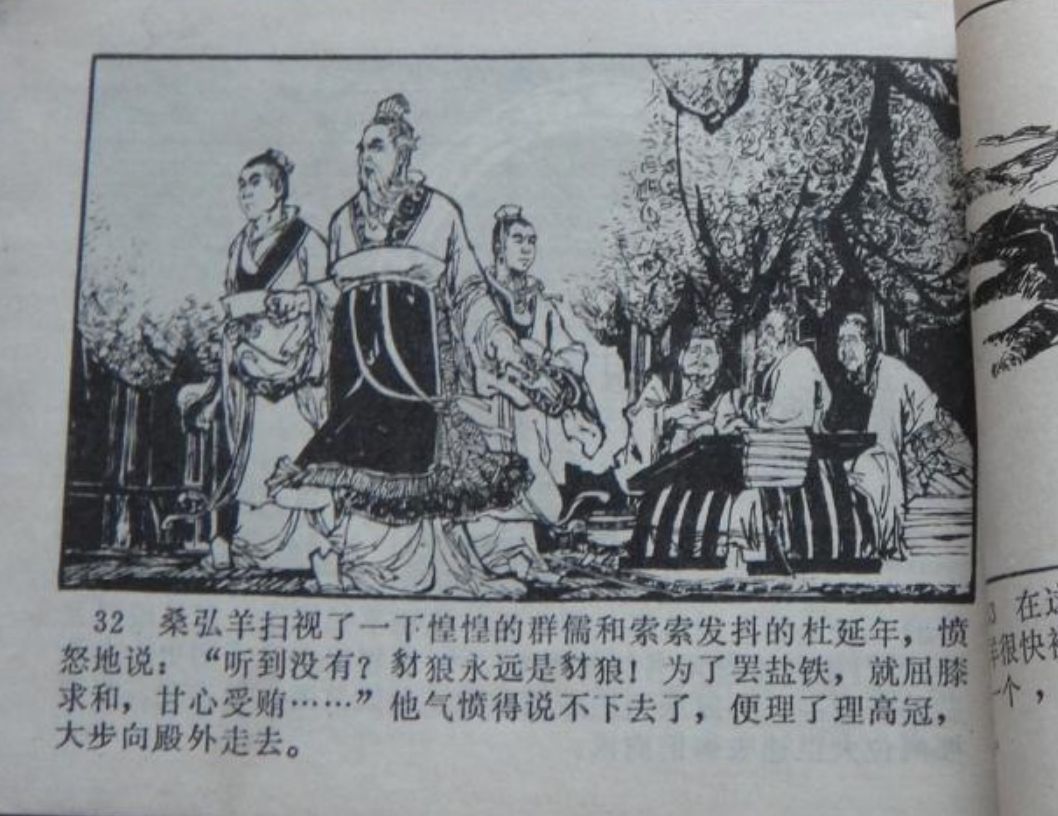 32 桑弘羊扫视了一下惶惶的群儒和索索发抖的杜延年，愤
怒地说：“听到没有？豺狼永远是豺狼！为了罢盐铁，就屈膝
求和，甘心受贿……”他气愤得说不下去了，便理了理高冠，
大步向殿外走去。
3 在这
很快被
一个，